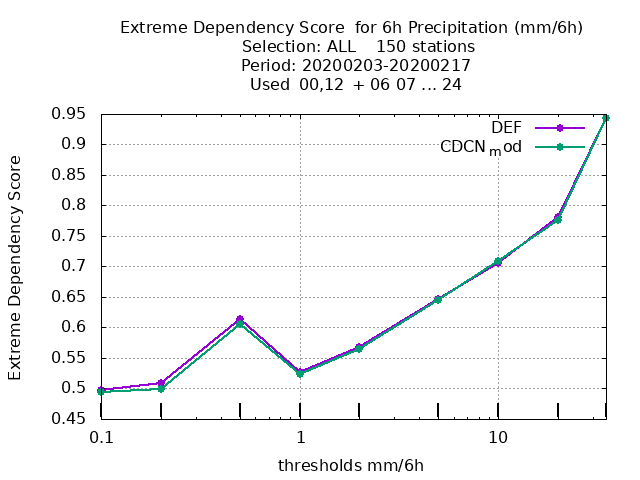 Extreme Dependency Score  for 6h Precipitation (mm/6h)
Selection: ALL    150 stations
Period: 20200203-20200217
Used  00,12  + 06 07 ... 24
0.95
0.9
0.85
0.8
0.75
0.7
0.65
0.6
0.55
0.5
0.45
Extreme Dependency Score
DEF
CDCNmod
0.1
1
10
thresholds mm/6h